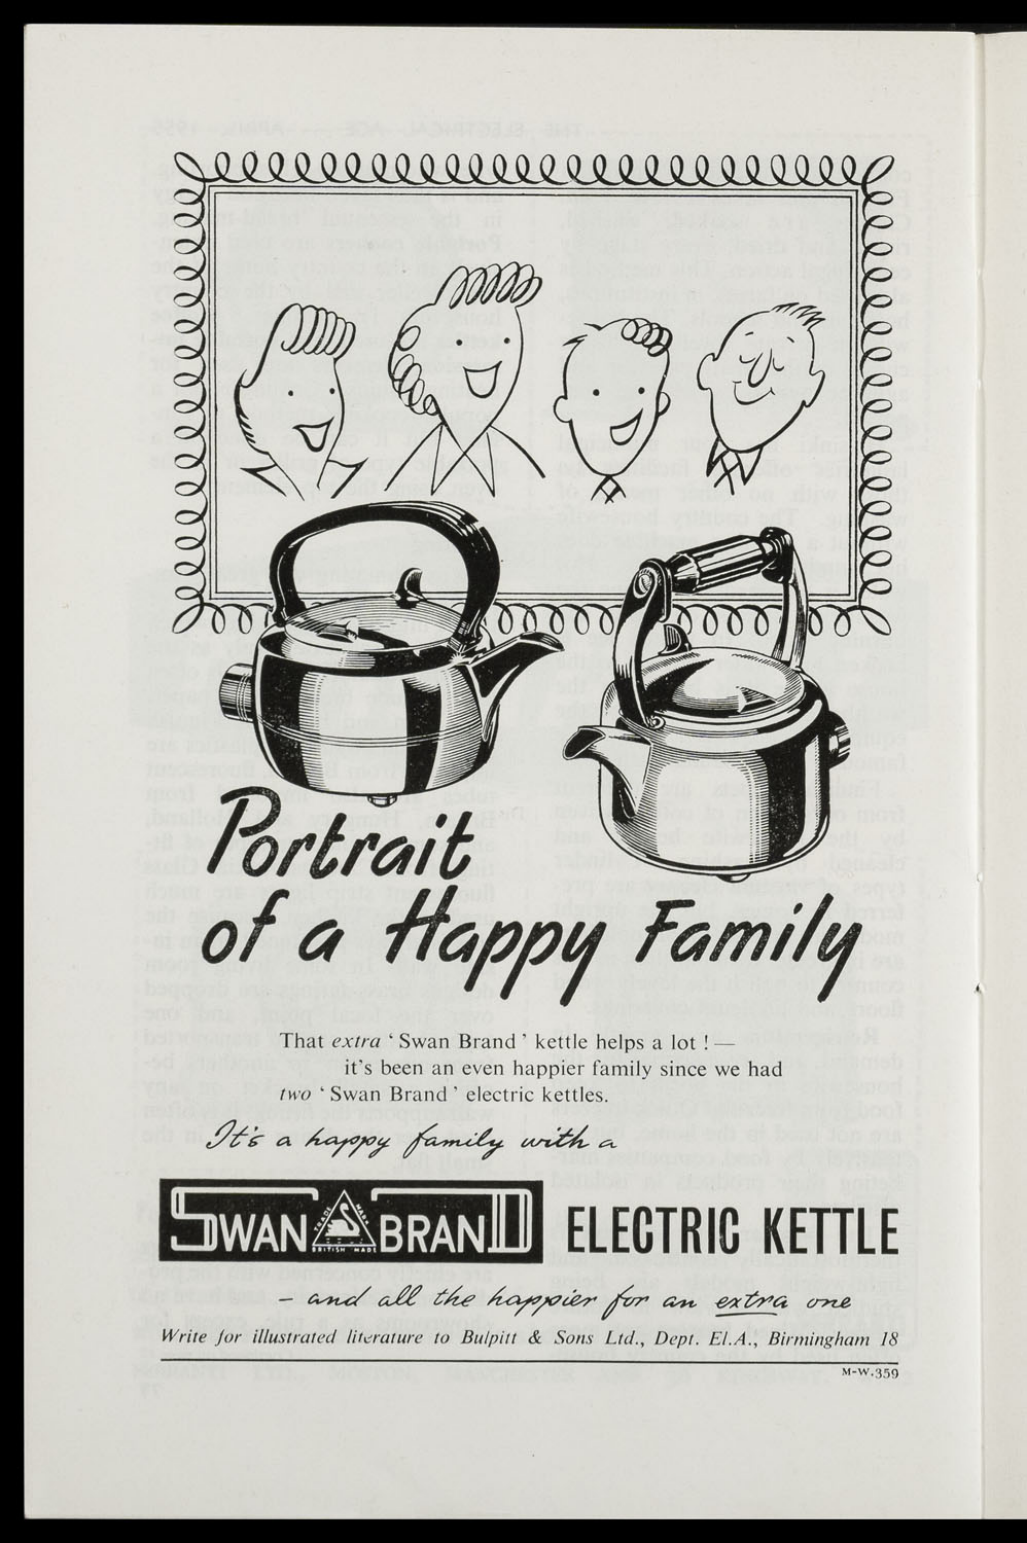 Portrait
of a Happy Family
That extra ‘ Swan Brand ’ kettle helps a lot ! —
it's been an even happier family since we had
two ‘ Swan Brand ’ electric kettles.
It's a happy family with a
SWAN BRAND ELECTRIC KETTLE
TRADE MARK
BRITISH MADE
– and all the happier for an extra one
Write for illustrated literature to Bulpitt & Sons Ltd., Dept. El.A., Birmingham 18
M-W.359